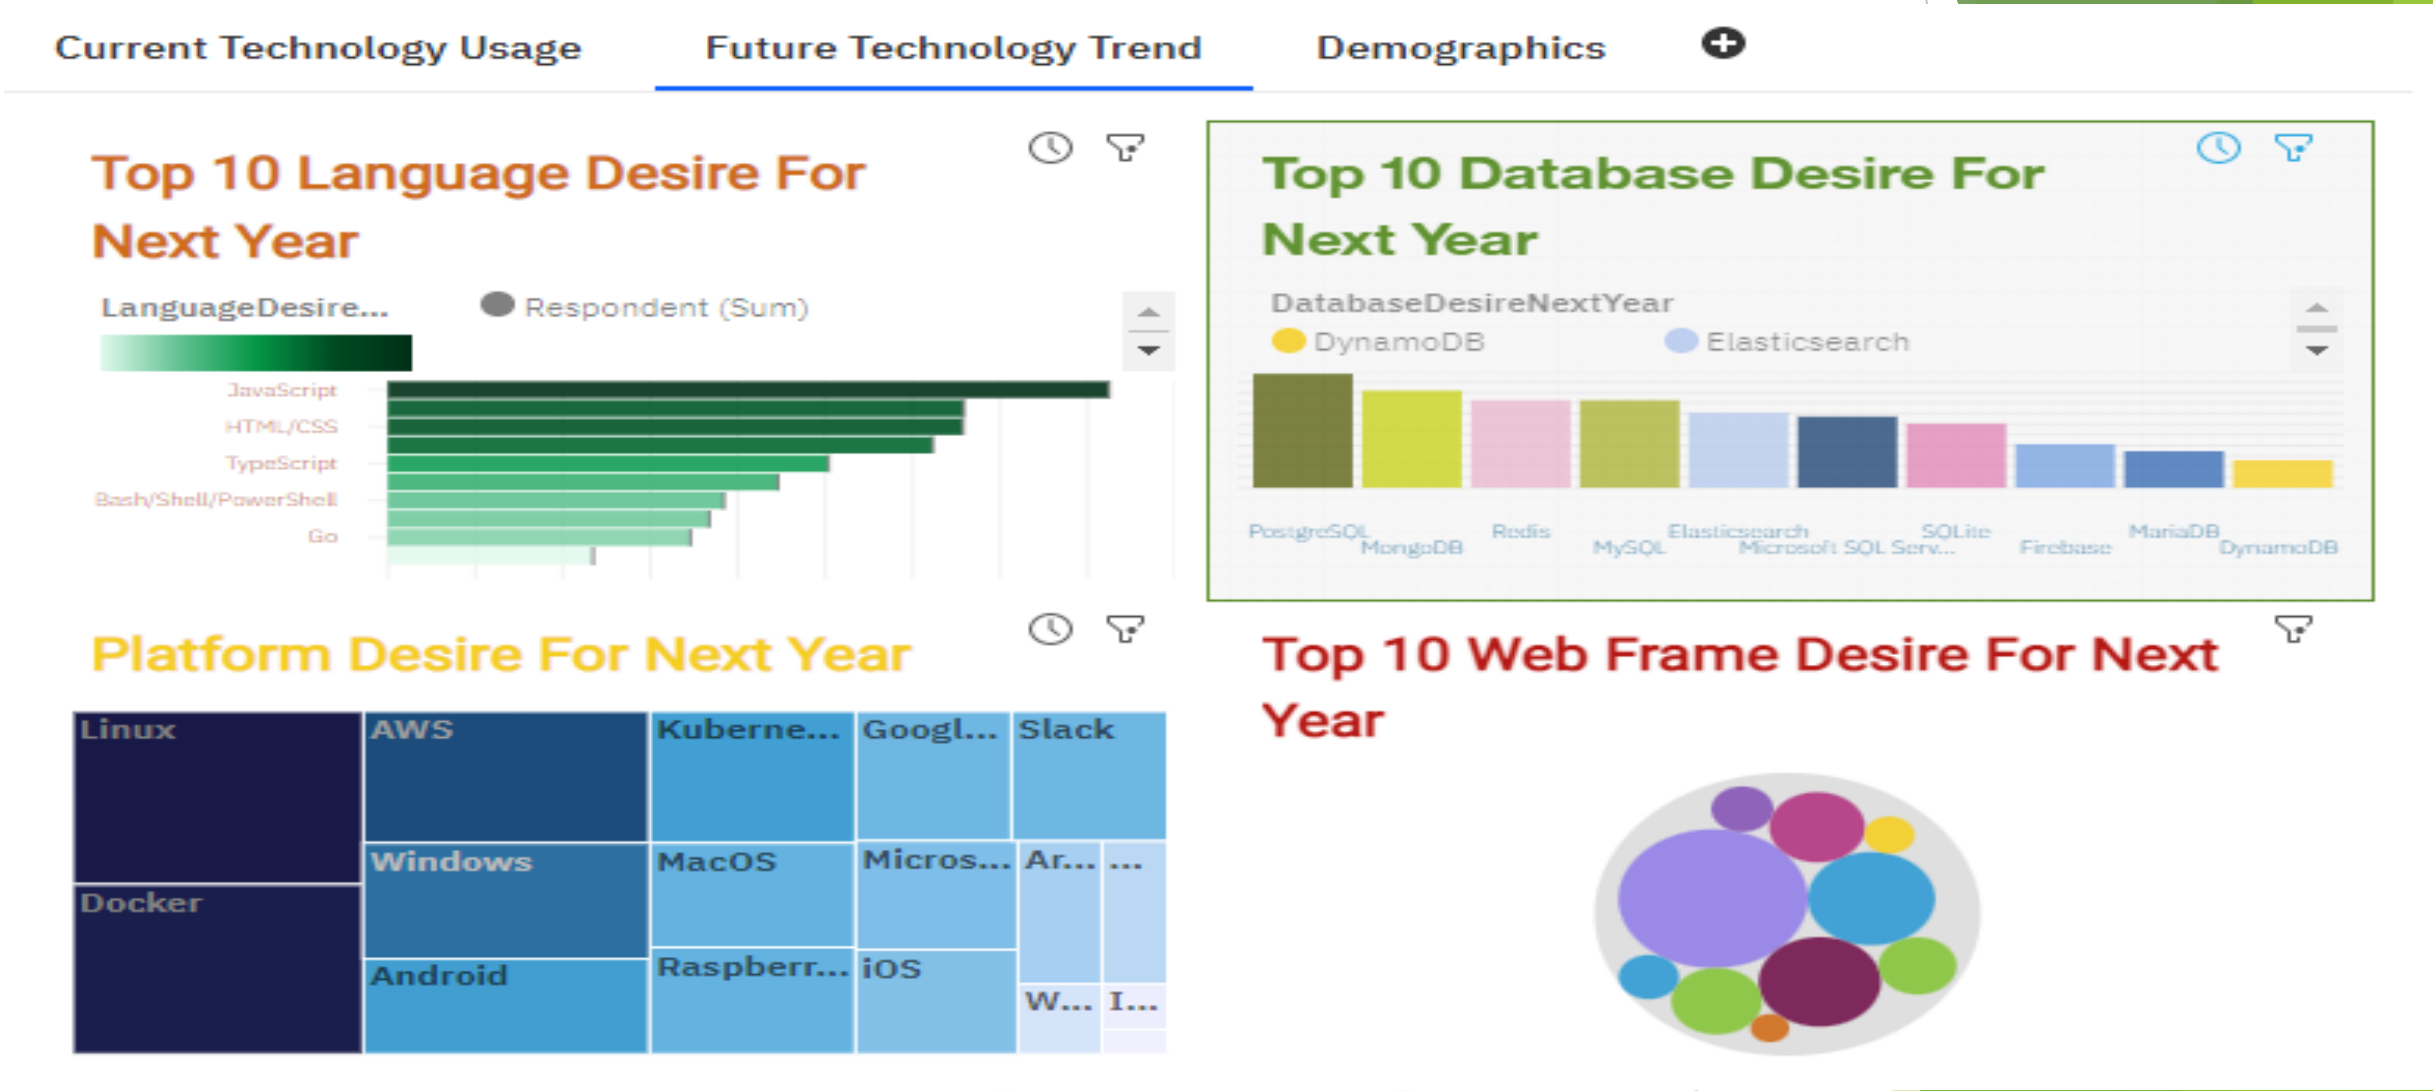 Current Technology Usage
Future Technology Trend
Demographics
Top 10 Language Desire For
Next Year
LanguageDesire...
Respondent (Sum)
JavaScript
HTML/CSS
TypeScript
Bash/Shell/PowerShell
Go
Top 10 Database Desire For
Next Year
DatabaseDesireNextYear
DynamoDB
Elasticsearch
PostgreSQL
MongoDB
Redis
MySQL
Elasticsearch
Microsoft SQL Serv...
SQLite
Firebase
MariaDB
DynamoDB
Platform Desire For Next Year
Linux
AWS
Kuberne...
Googl...
Slack
Windows
MacOS
Micros...
Ar...
...
Docker
Android
Raspberr...
iOS
W...
I...
Top 10 Web Frame Desire For Next
Year